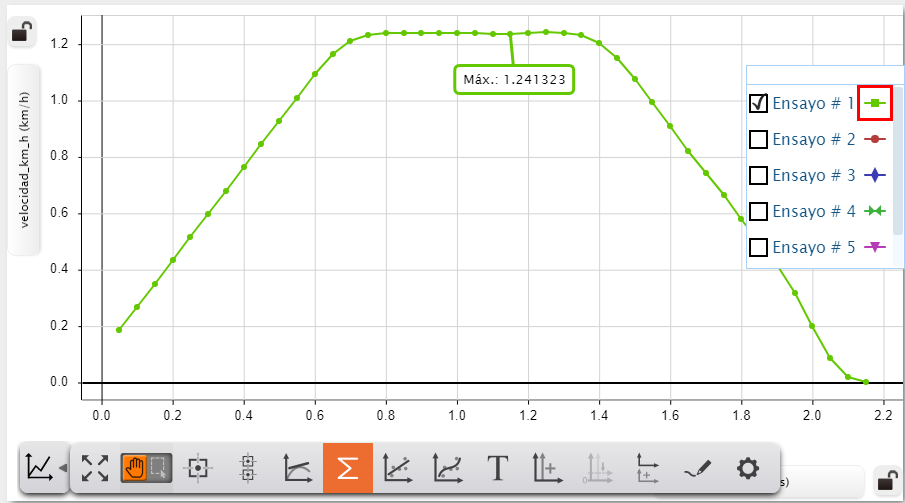 velocidad_km_h (km/h)
1.2
1.0
0.8
0.6
0.4
0.2
0.0
Máx.: 1.241323
Ensayo # 1
Ensayo # 2
Ensayo # 3
Ensayo # 4
Ensayo # 5
0.0 0.2 0.4 0.6 0.8 1.0 1.2 1.4 1.6 1.8 2.0 2.2
Σ
T
s)